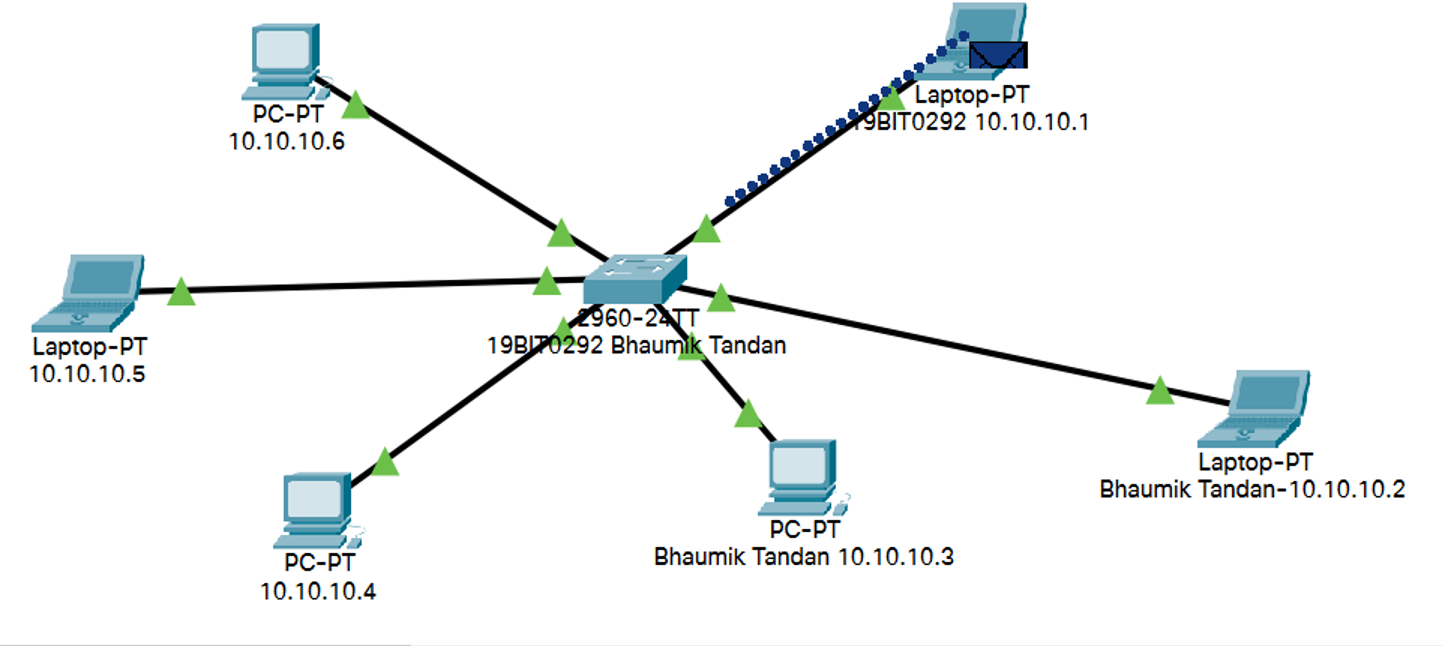 PC-PT
10.10.10.6
Laptop-PT
19BIT0292 10.10.10.1
Laptop-PT
10.10.10.5
2960-24TT
19BIT0292 Bhaumik Tandan
Laptop-PT
Bhaumik Tandan-10.10.10.2
PC-PT
Bhaumik Tandan 10.10.10.3
PC-PT
10.10.10.4